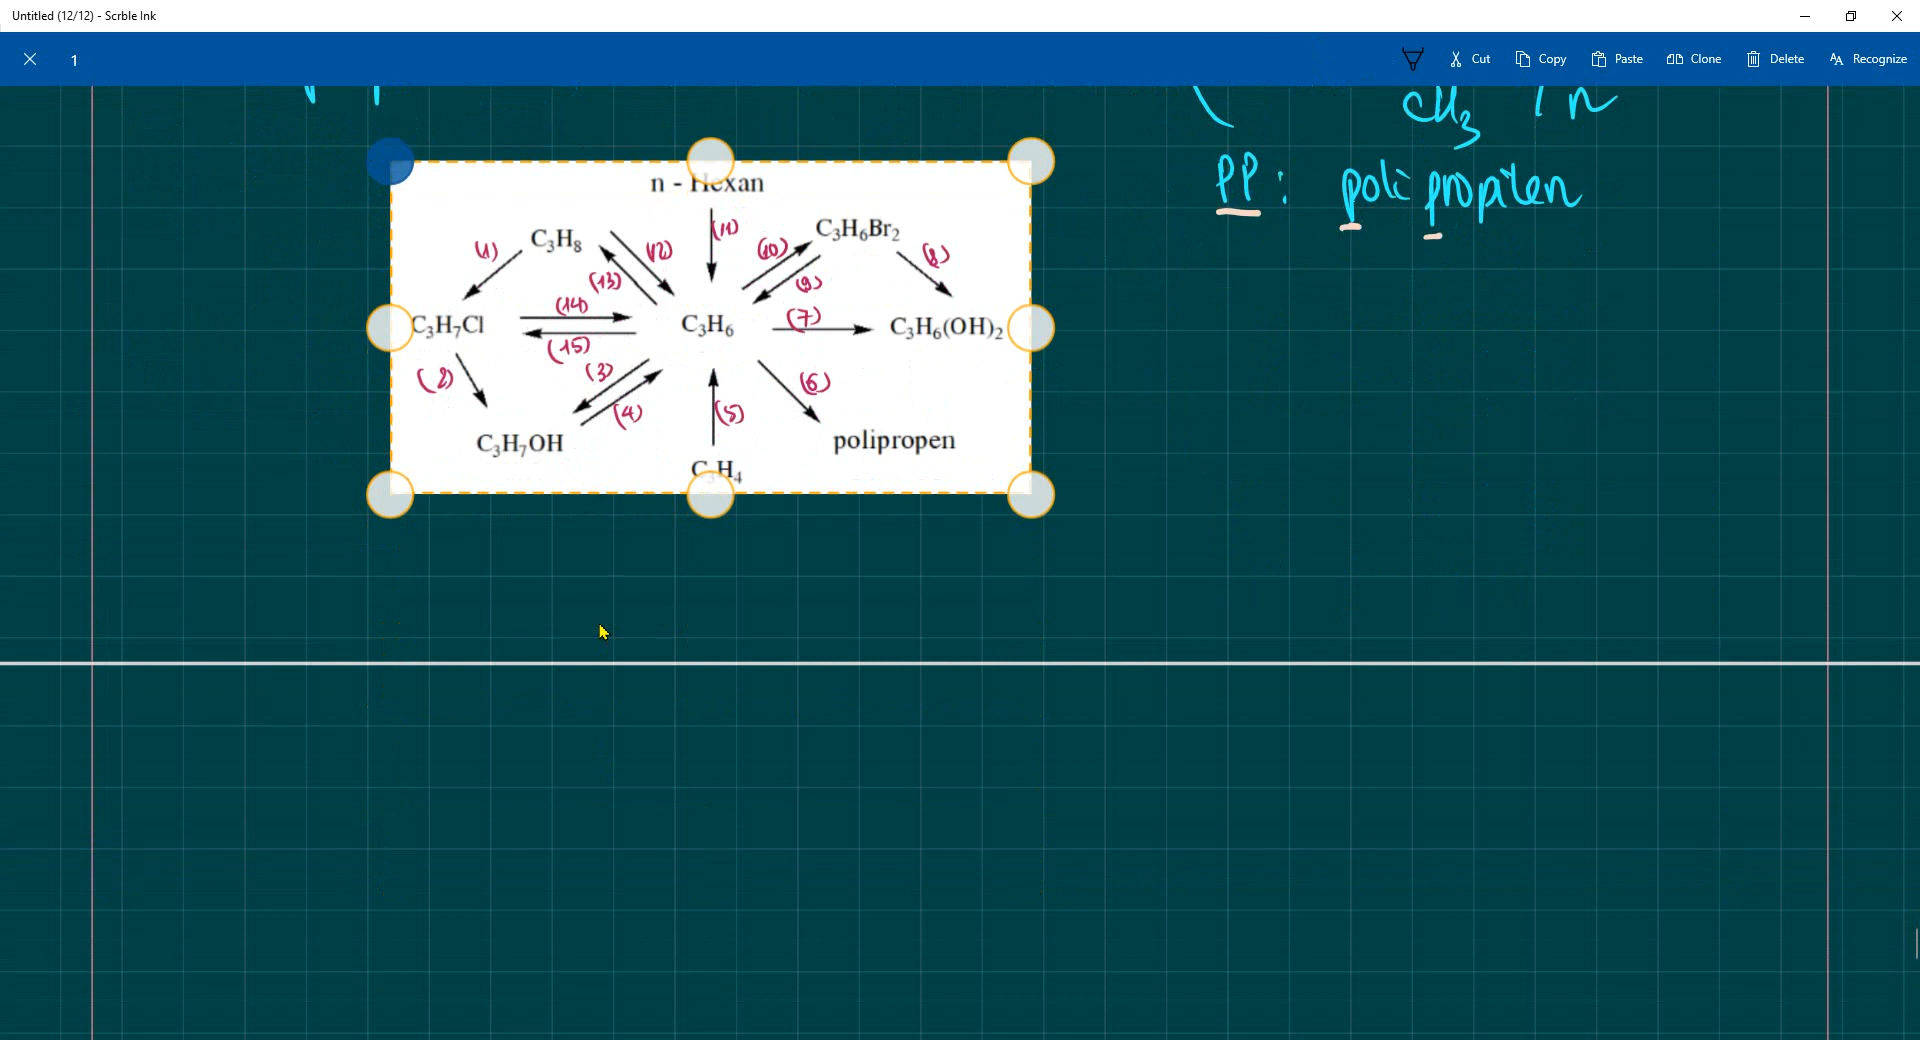 Untitled (12/12) - Scrble Ink
1
Cut
Copy
Paste
Clone
Delete
Recognize
CH₃ n
PP: poli propilen
n - Hexan
(1) C₃H₈ (12) (11) (10) C₃H₆Br₂ (8)
(13) (9)
(14) (7)
C₃H₇Cl C₃H₆ C₃H₆(OH)₂
(15)
(2) (3) (6)
(4) (5)
C₃H₇OH polipropen
C₃H₄